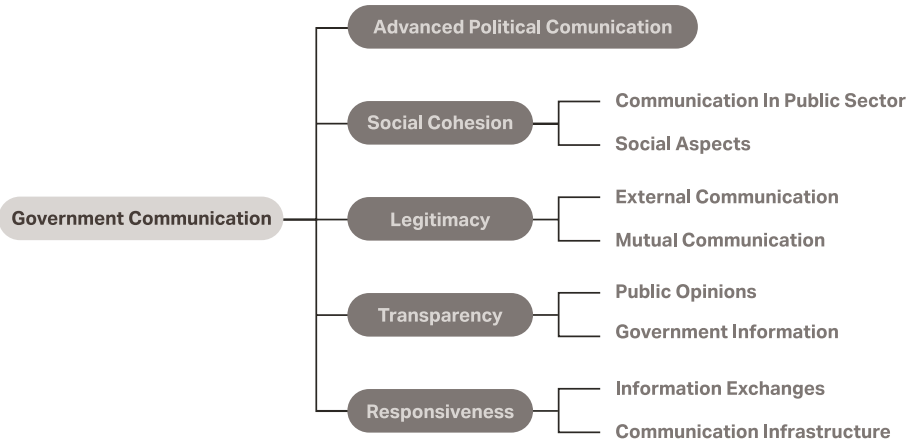 Advanced Political Comunication
Social Cohesion
Communication In Public Sector
Social Aspects
Government Communication
Legitimacy
External Communication
Mutual Communication
Transparency
Public Opinions
Government Information
Responsiveness
Information Exchanges
Communication Infrastructure